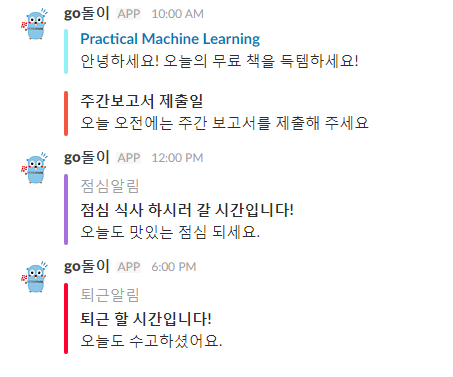 go돌이 APP 10:00 AM
Practical Machine Learning
안녕하세요! 오늘의 무료 책을 득템하세요!
주간보고서 제출일
오늘 오전에는 주간 보고서를 제출해 주세요
go돌이 APP 12:00 PM
점심알림
점심 식사 하시러 갈 시간입니다!
오늘도 맛있는 점심 되세요.
go돌이 APP 6:00 PM
퇴근알림
퇴근 할 시간입니다!
오늘도 수고하셨어요.